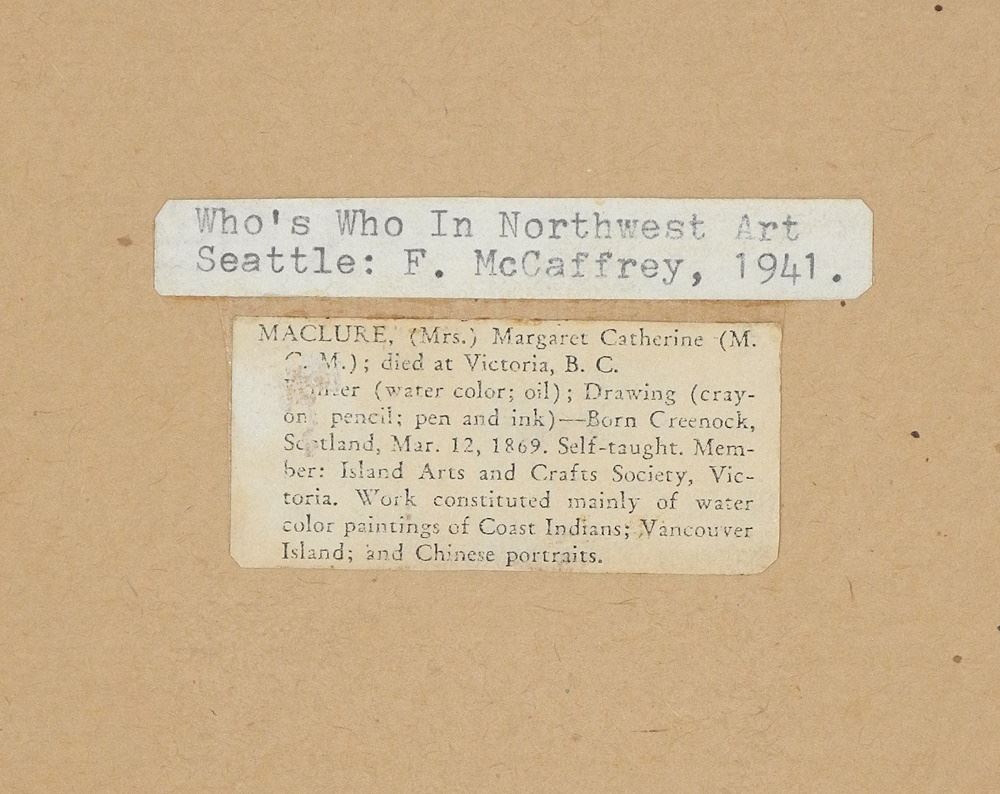 Who's Who In Northwest Art
Seattle: F. McCaffrey, 1941.
MACLURE, (Mrs.) Margaret Catherine (M.
C. M.); died at Victoria, B. C.
(water color; oil); Drawing (cray-
on; pencil; pen and ink)—Born Creenock,
Scotland, Mar. 12, 1869. Self-taught. Mem-
ber: Island Arts and Crafts Society, Vic-
toria. Work constituted mainly of water
color paintings of Coast Indians; Vancouver
Island; and Chinese portraits.